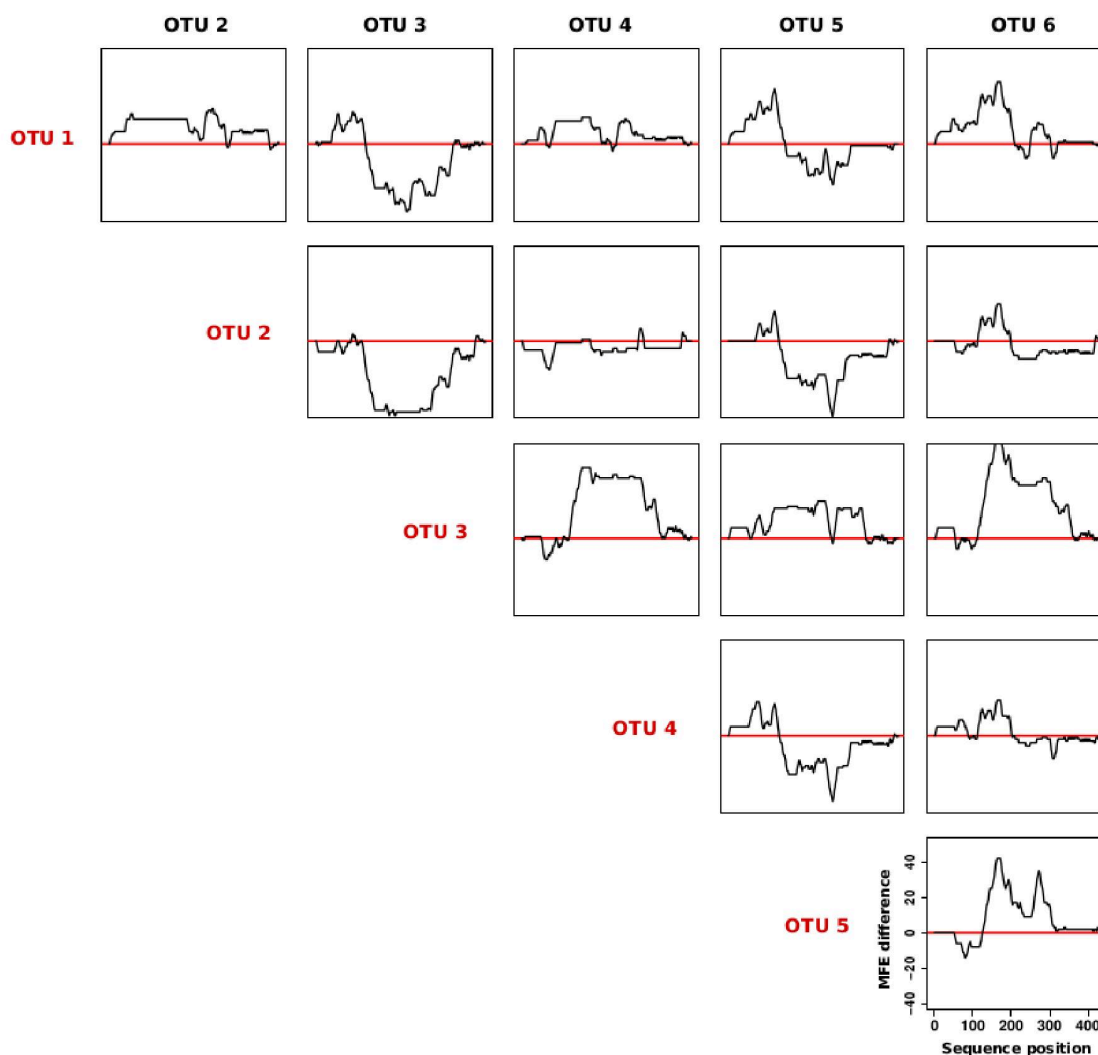 OTU 2 OTU 3 OTU 4 OTU 5 OTU 6
OTU 1
OTU 2
OTU 3
OTU 4
OTU 5
MFE difference
40
20
0
−20
−40
0 100 200 300 400
Sequence position